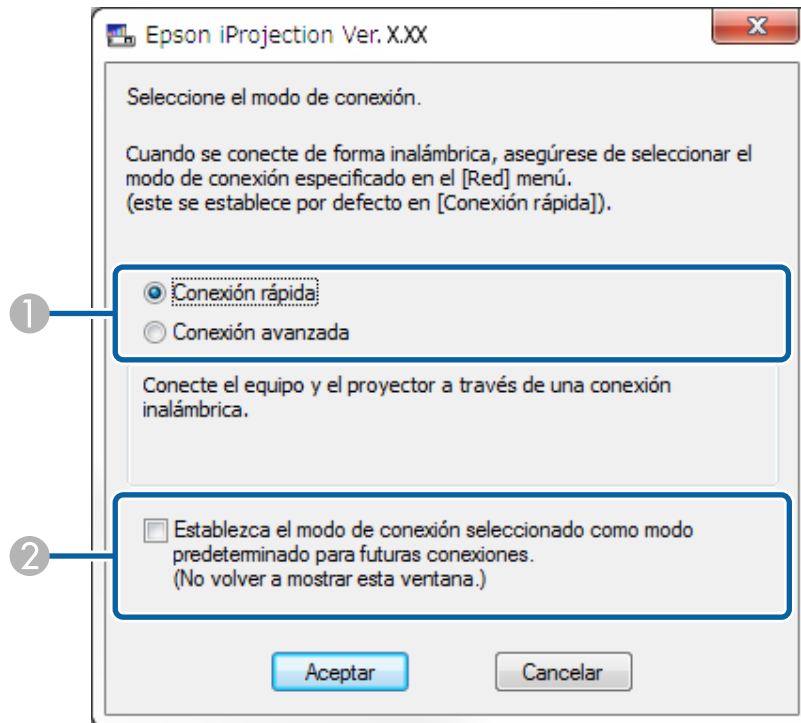 Epson iProjection Ver. X.XX
Seleccione el modo de conexión.
Cuando se conecte de forma inalámbrica, asegúrese de seleccionar el
modo de conexión especificado en el [Red] menú.
(este se establece por defecto en [Conexión rápida]).
1
Conexión rápida
Conexión avanzada
Conecte el equipo y el proyector a través de una conexión
inalámbrica.
2
Establezca el modo de conexión seleccionado como modo
predeterminado para futuras conexiones.
(No volver a mostrar esta ventana.)
Aceptar
Cancelar